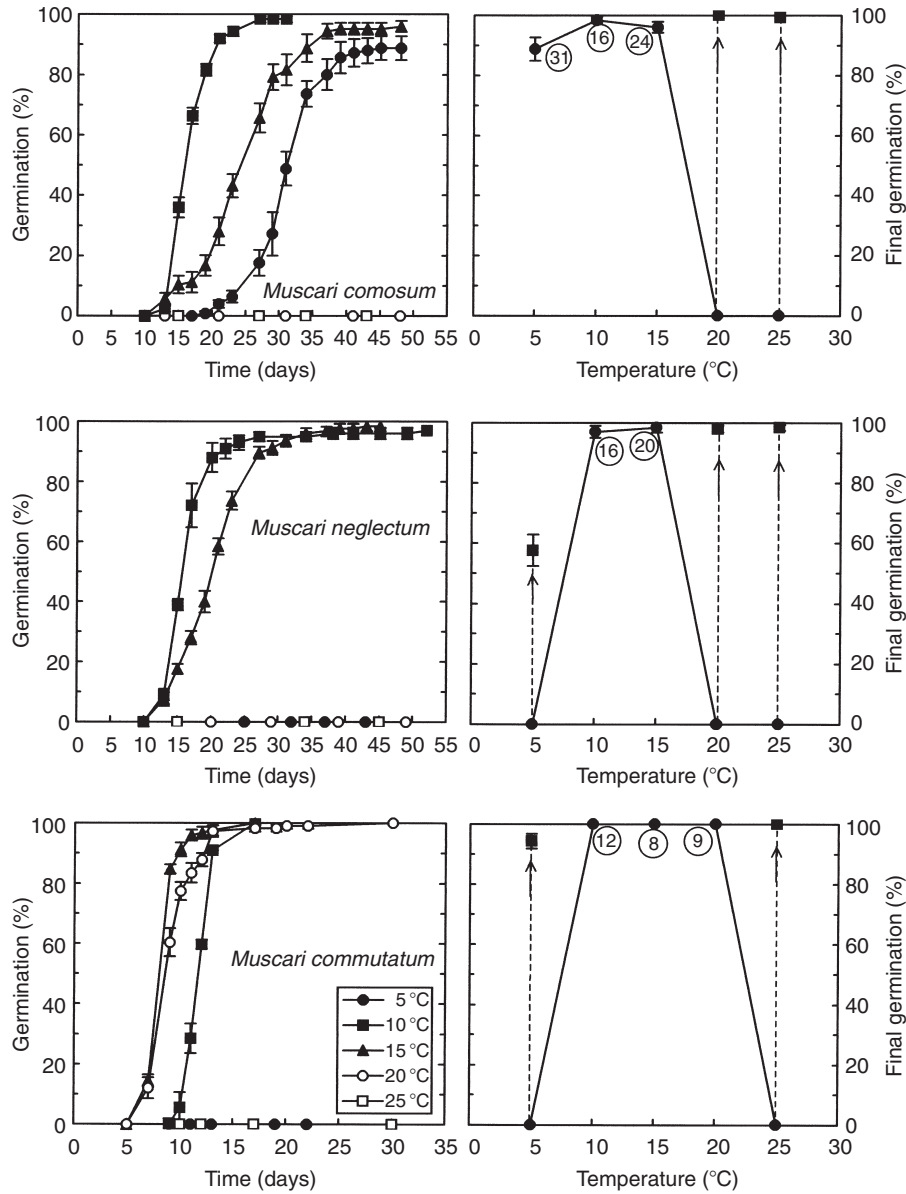 100
80
60
40
20
0
Germination (%)
Muscari comosum
0 5 10 15 20 25 30 35 40 45 50 55
Time (days)
100
80
60
40
20
0
Final germination (%)
31
16
24
0 5 10 15 20 25 30
Temperature (°C)
100
80
60
40
20
0
Germination (%)
Muscari neglectum
0 5 10 15 20 25 30 35 40 45 50 55
Time (days)
100
80
60
40
20
0
Final germination (%)
16
20
0 5 10 15 20 25 30
Temperature (°C)
100
80
60
40
20
0
Germination (%)
Muscari commutatum
5 °C
10 °C
15 °C
20 °C
25 °C
0 5 10 15 20 25 30 35
Time (days)
100
80
60
40
20
0
Final germination (%)
12
8
9
0 5 10 15 20 25 30
Temperature (°C)